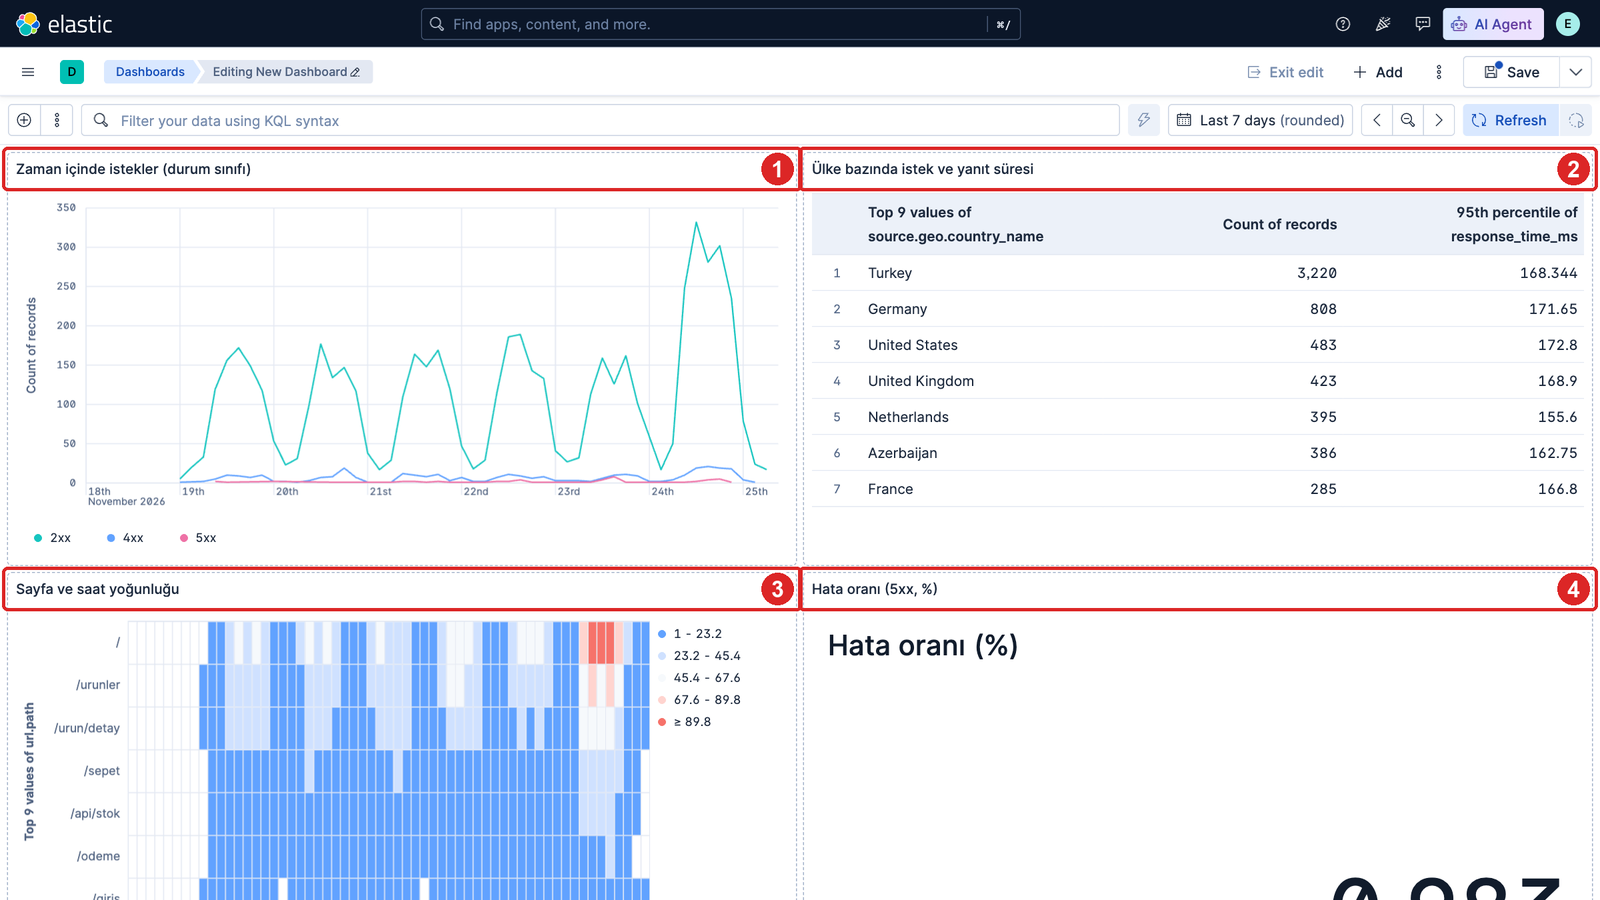 elastic
Find apps, content, and more.
⌘/
AI Agent
E
D
Dashboards
Editing New Dashboard
Exit edit
Add
Save
Filter your data using KQL syntax
Last 7 days (rounded)
Refresh
Zaman içinde istekler (durum sınıfı)
1
350
300
250
200
150
100
50
0
Count of records
18th
19th
20th
21st
22nd
23rd
24th
25th
November 2026
2xx
4xx
5xx
Ülke bazında istek ve yanıt süresi
2
Top 9 values of source.geo.country_name
Count of records
95th percentile of response_time_ms
1 Turkey 3,220 168.344
2 Germany 808 171.65
3 United States 483 172.8
4 United Kingdom 423 168.9
5 Netherlands 395 155.6
6 Azerbaijan 386 162.75
7 France 285 166.8
Sayfa ve saat yoğunluğu
3
Top 9 values of url.path
/
/urunler
/urun/detay
/sepet
/api/stok
/odeme
/giris
1 - 23.2
23.2 - 45.4
45.4 - 67.6
67.6 - 89.8
≥ 89.8
Hata oranı (5xx, %)
4
Hata oranı (%)